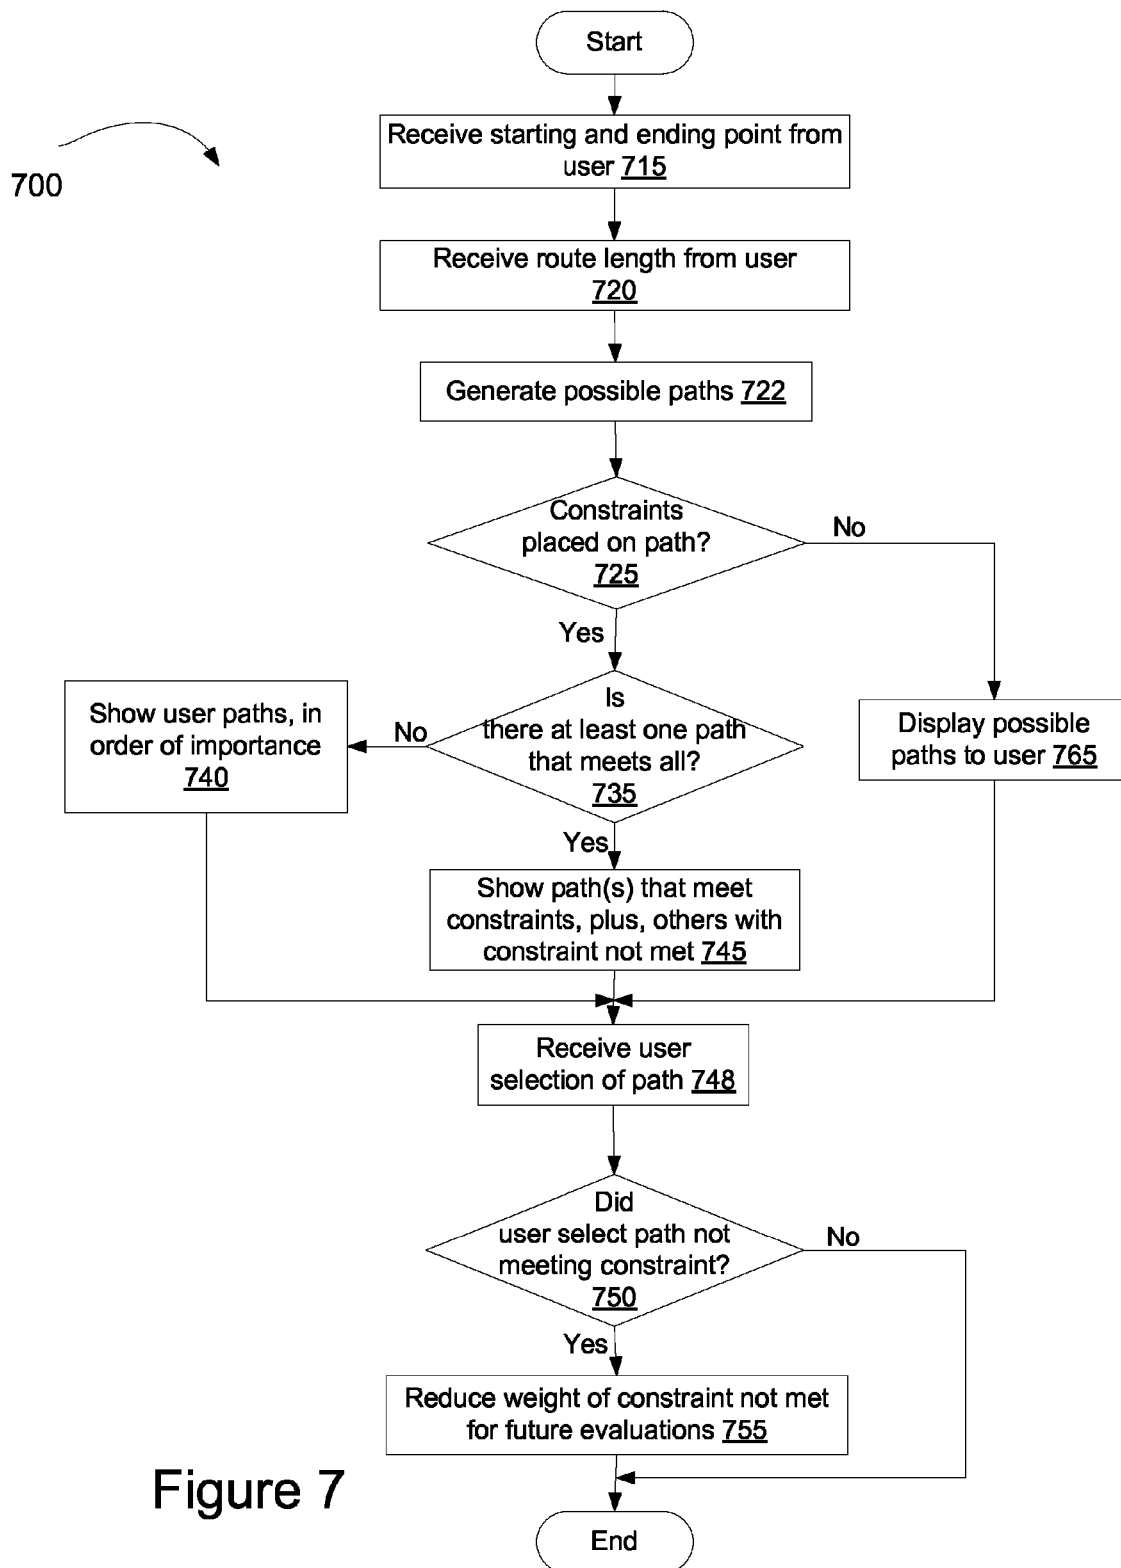 Start
Receive starting and ending point from
user 715
700
Receive route length from user
720
Generate possible paths 722
Constraints
placed on path?
725
No
Yes
Is
there at least one path
that meets all?
735
No
Show user paths, in
order of importance
740
Display possible
paths to user 765
Yes
Show path(s) that meet
constraints, plus, others with
constraint not met 745
Receive user
selection of path 748
Did
user select path not
meeting constraint?
750
No
Yes
Reduce weight of constraint not met
for future evaluations 755
Figure 7
End